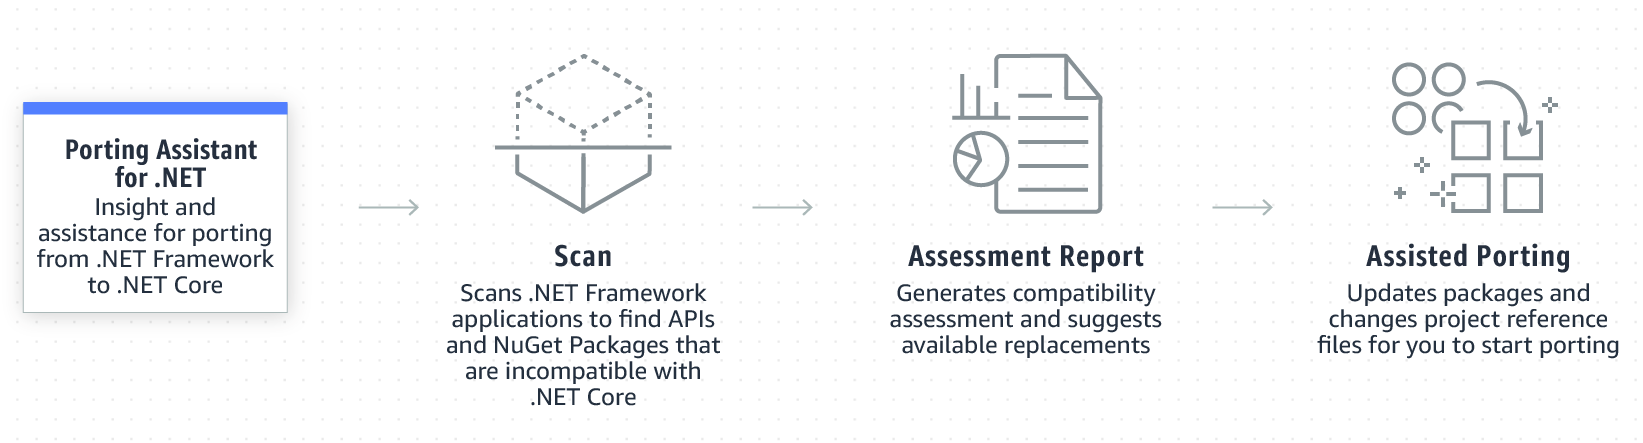 Porting Assistant
for .NET
Insight and
assistance for porting
from .NET Framework
to .NET Core
Scan
Scans .NET Framework
applications to find APIs
and NuGet Packages that
are incompatible with
.NET Core
Assessment Report
Generates compatibility
assessment and suggests
available replacements
Assisted Porting
Updates packages and
changes project reference
files for you to start porting